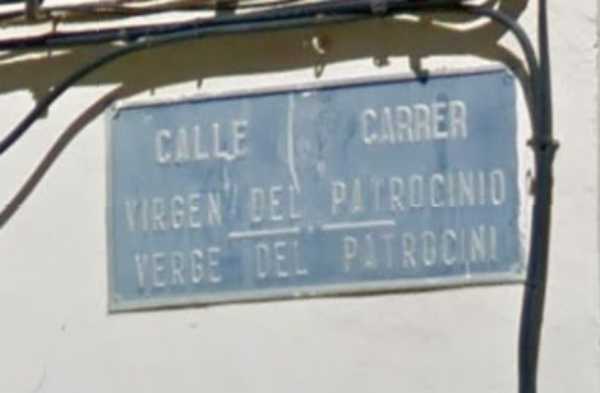 CALLE CARRER
VIRGEN DEL PATROCINIO
VERGE DEL PATROCINI